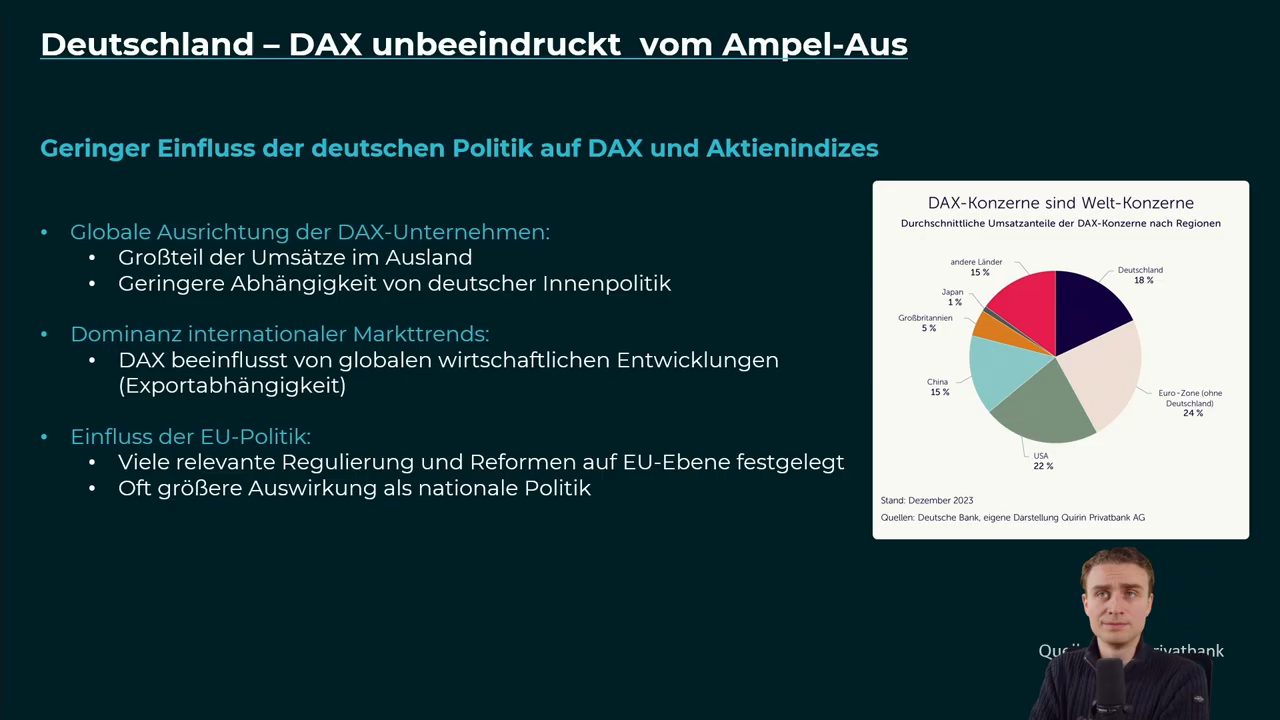 Deutschland – DAX unbeeindruckt vom Ampel-Aus
Geringer Einfluss der deutschen Politik auf DAX und Aktienindizes
• Globale Ausrichtung der DAX-Unternehmen:
• Großteil der Umsätze im Ausland
• Geringere Abhängigkeit von deutscher Innenpolitik
• Dominanz internationaler Markttrends:
• DAX beeinflusst von globalen wirtschaftlichen Entwicklungen
(Exportabhängigkeit)
• Einfluss der EU-Politik:
• Viele relevante Regulierung und Reformen auf EU-Ebene festgelegt
• Oft größere Auswirkung als nationale Politik
DAX-Konzerne sind Welt-Konzerne
Durchschnittliche Umsatzanteile der DAX-Konzerne nach Regionen
andere Länder
15 %
Deutschland
18 %
Japan
1 %
Großbritannien
5 %
China
15 %
Euro-Zone (ohne
Deutschland)
24 %
USA
22 %
Stand: Dezember 2023
Quellen: Deutsche Bank, eigene Darstellung Quirin Privatbank AG